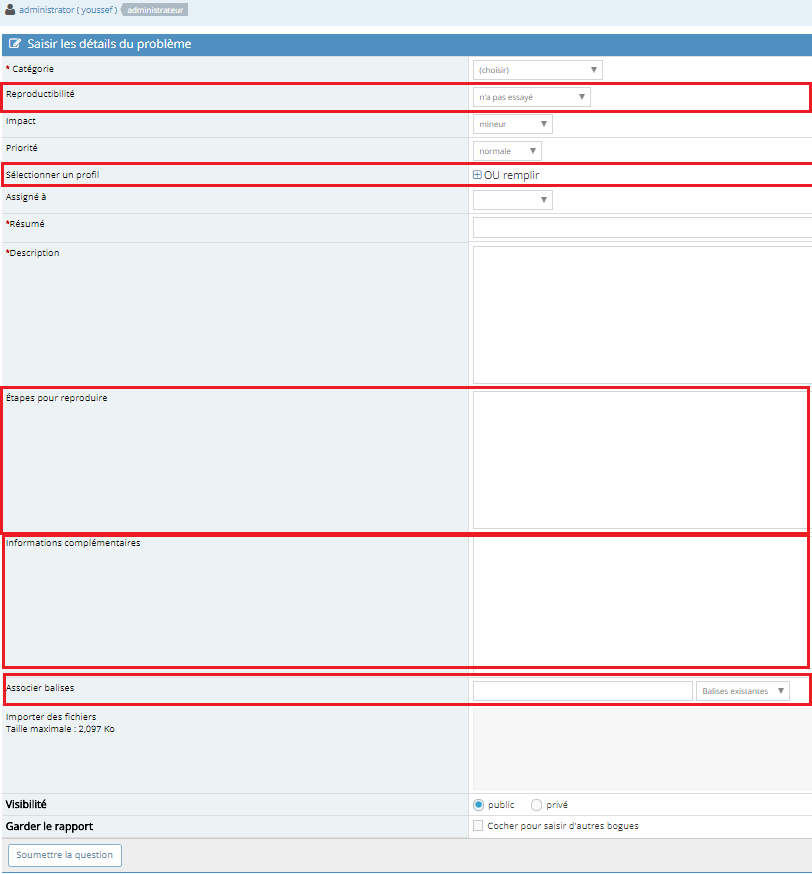 administrator ( youssef ) administrateur
Saisir les détails du problème
* Catégorie (choisir)
Reproductibilité n'a pas essayé
Impact mineur
Priorité normale
Sélectionner un profil OU remplir
Assigné à
*Résumé
*Description
Étapes pour reproduire
Informations complémentaires
Associer balises Balises existantes
Importer des fichiers
Taille maximale : 2,097 Ko
Visibilité public privé
Garder le rapport Cocher pour saisir d'autres bogues
Soumettre la question